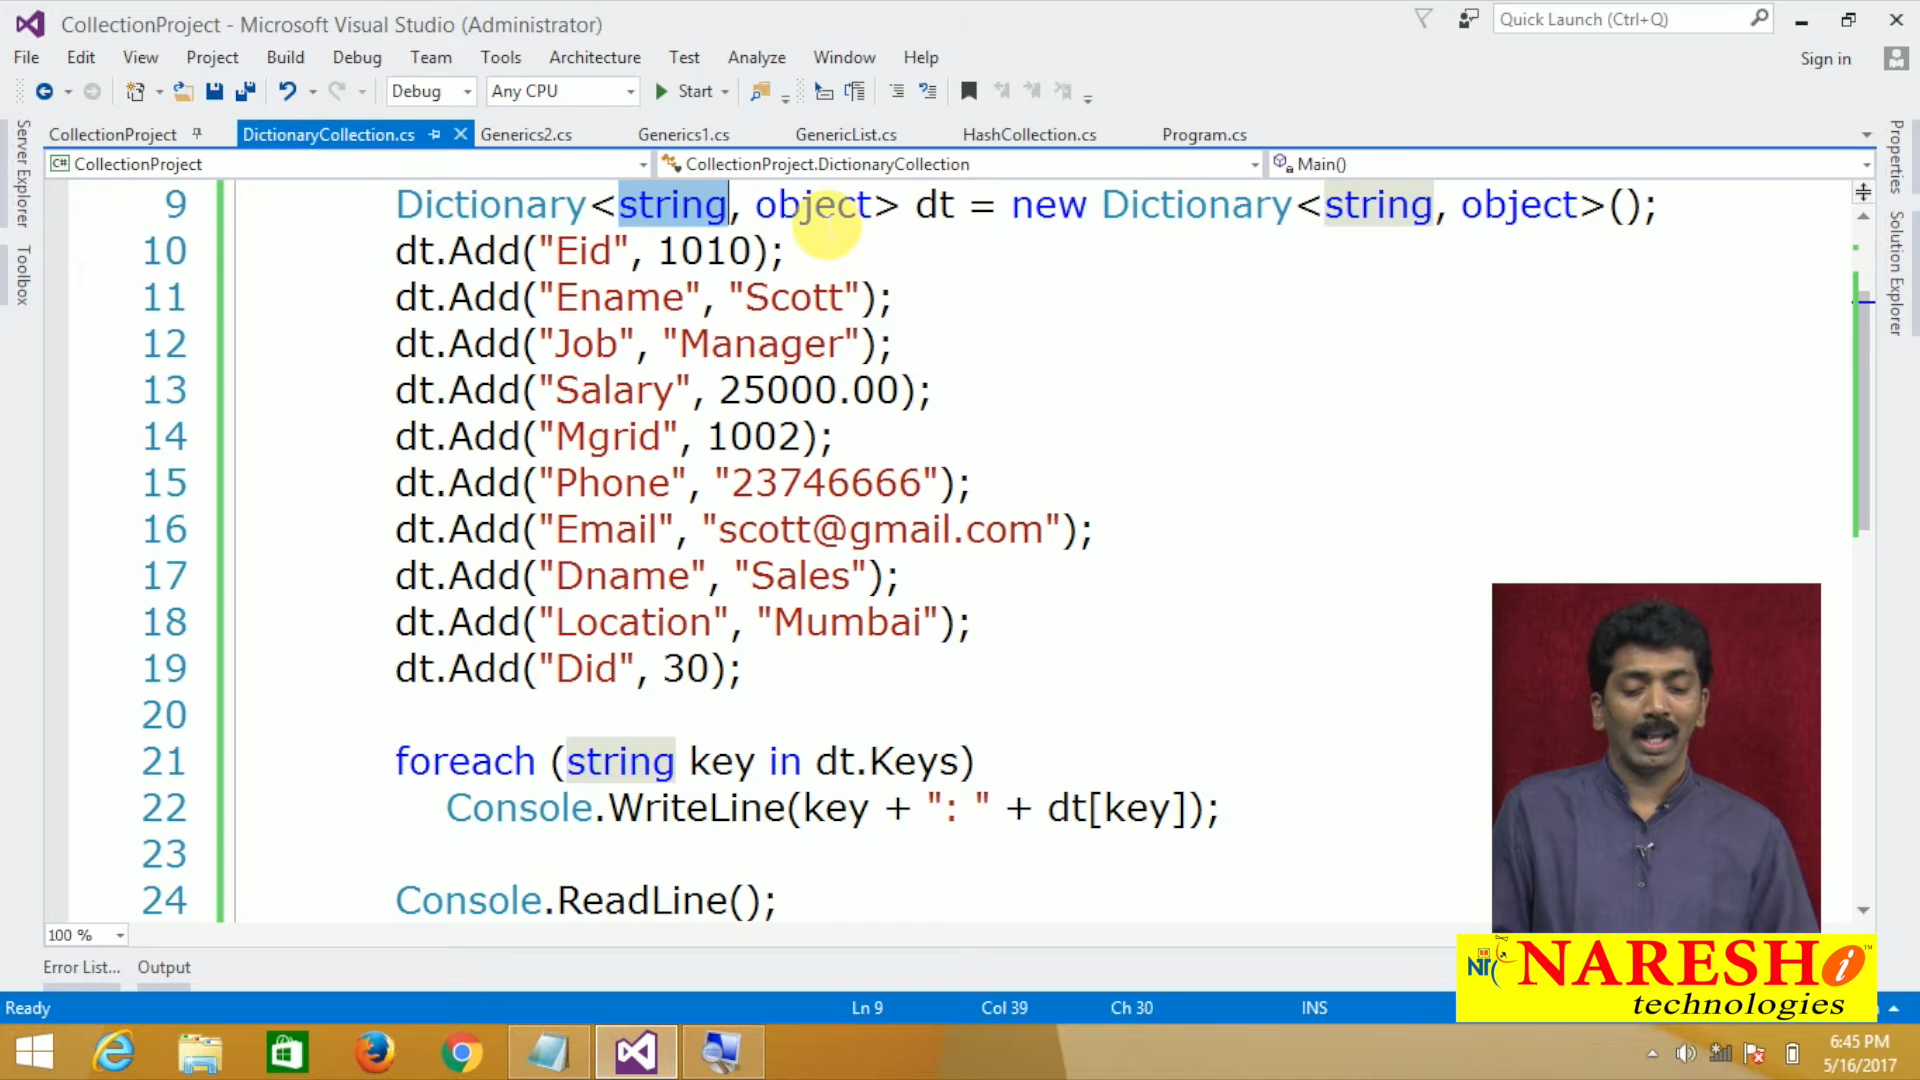 CollectionProject - Microsoft Visual Studio (Administrator)
Quick Launch (Ctrl+Q)
File Edit View Project Build Debug Team Tools Architecture Test Analyze Window Help
Sign in
Debug Any CPU Start
CollectionProject DictionaryCollection.cs Generics2.cs Generics1.cs GenericList.cs HashCollection.cs Program.cs
C# CollectionProject CollectionProject.DictionaryCollection Main()
Server Explorer
Toolbox
Properties
Solution Explorer
9 Dictionary<string, object> dt = new Dictionary<string, object>();
10 dt.Add("Eid", 1010);
11 dt.Add("Ename", "Scott");
12 dt.Add("Job", "Manager");
13 dt.Add("Salary", 25000.00);
14 dt.Add("Mgrid", 1002);
15 dt.Add("Phone", "23746666");
16 dt.Add("Email", "scott@gmail.com");
17 dt.Add("Dname", "Sales");
18 dt.Add("Location", "Mumbai");
19 dt.Add("Did", 30);
20
21 foreach (string key in dt.Keys)
22 Console.WriteLine(key + ": " + dt[key]);
23
24 Console.ReadLine();
100 %
Error List... Output
Ready Ln 9 Col 39 Ch 30 INS
NARESH i ™
technologies
6:45 PM
5/16/2017